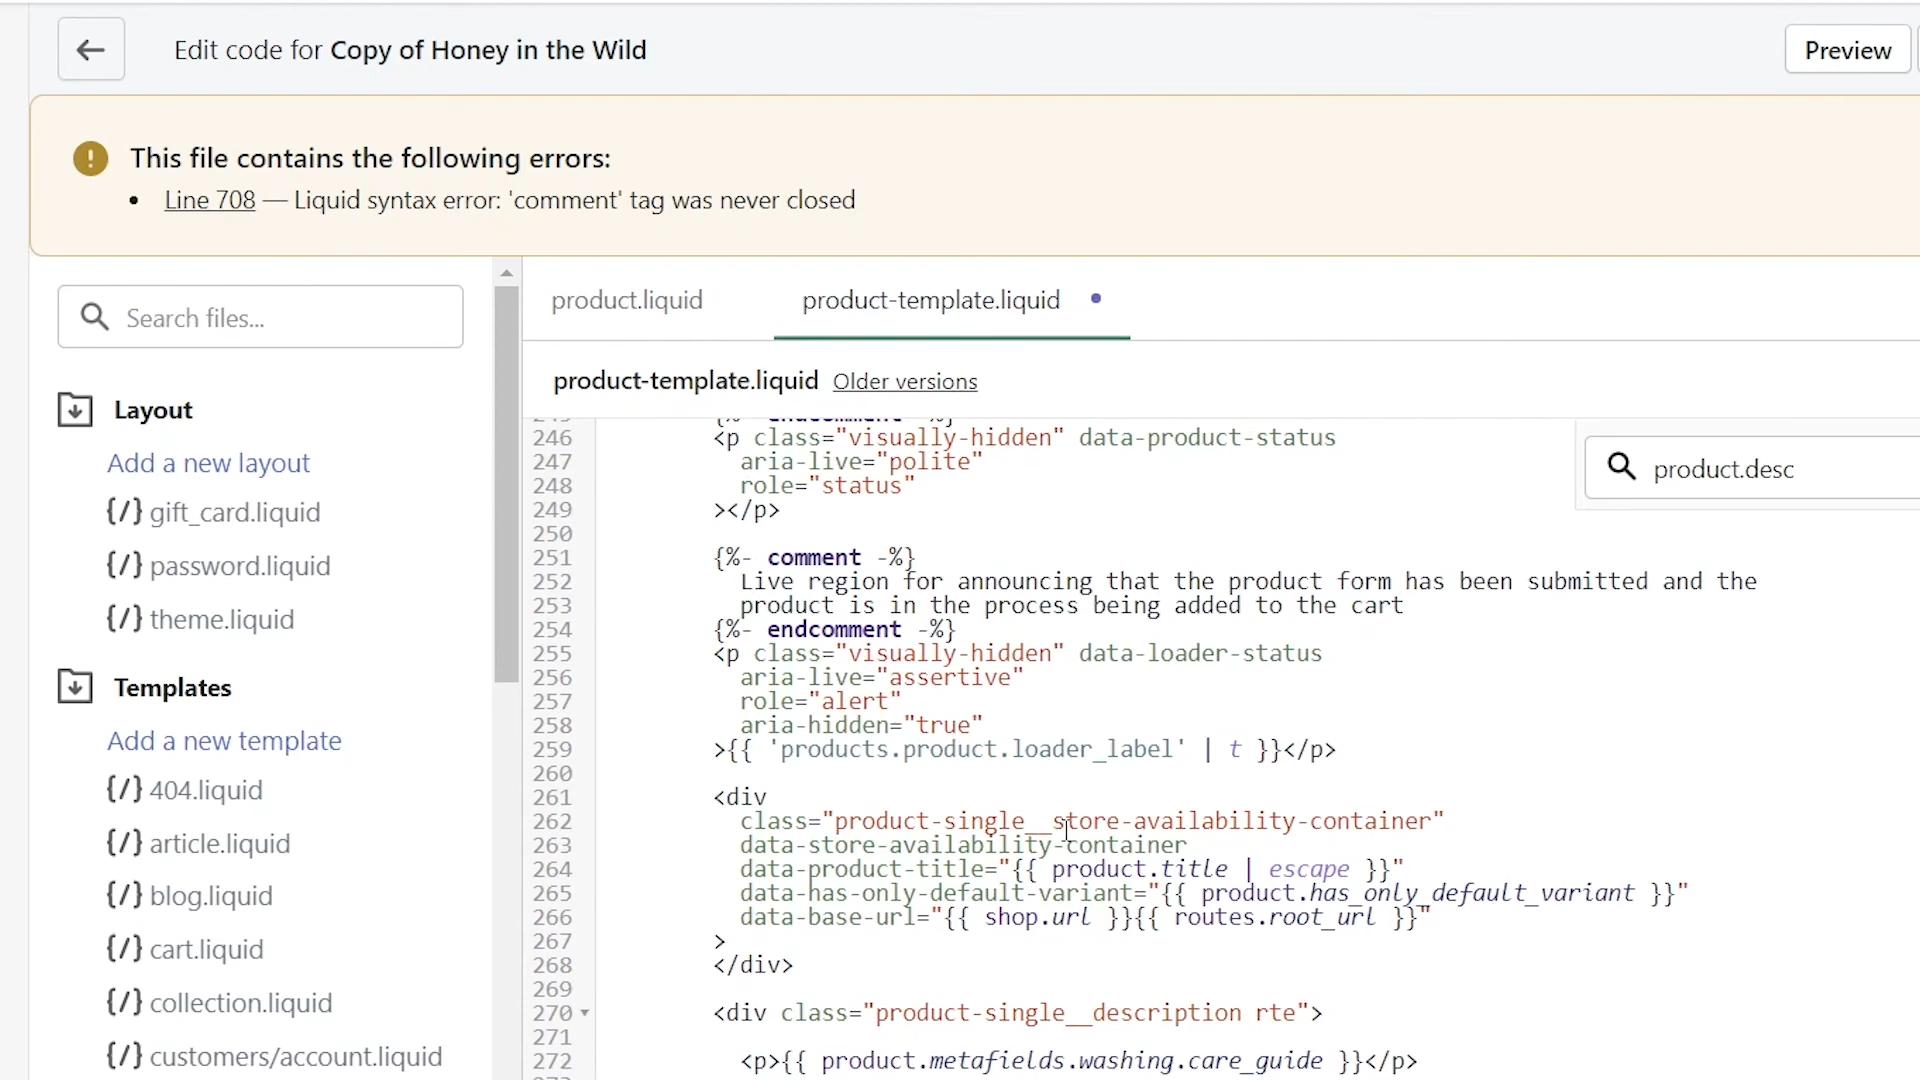 Edit code for Copy of Honey in the Wild
Preview
This file contains the following errors:
Line 708 — Liquid syntax error: 'comment' tag was never closed
Search files...
Layout
Add a new layout
{/} gift_card.liquid
{/} password.liquid
{/} theme.liquid
Templates
Add a new template
{/} 404.liquid
{/} article.liquid
{/} blog.liquid
{/} cart.liquid
{/} collection.liquid
{/} customers/account.liquid
product.liquid
product-template.liquid
product-template.liquid Older versions
product.desc
246 <p class="visually-hidden" data-product-status
247 aria-live="polite"
248 role="status"
249 ></p>
250
251 {%- comment -%}
252 Live region for announcing that the product form has been submitted and the
253 product is in the process being added to the cart
254 {%- endcomment -%}
255 <p class="visually-hidden" data-loader-status
256 aria-live="assertive"
257 role="alert"
258 aria-hidden="true"
259 >{{ 'products.product.loader_label' | t }}</p>
260
261 <div
262 class="product-single__store-availability-container"
263 data-store-availability-container
264 data-product-title="{{ product.title | escape }}"
265 data-has-only-default-variant="{{ product.has_only_default_variant }}"
266 data-base-url="{{ shop.url }}{{ routes.root_url }}"
267 >
268 </div>
269
270 <div class="product-single__description rte">
271
272 <p>{{ product.metafields.washing.care_guide }}</p>